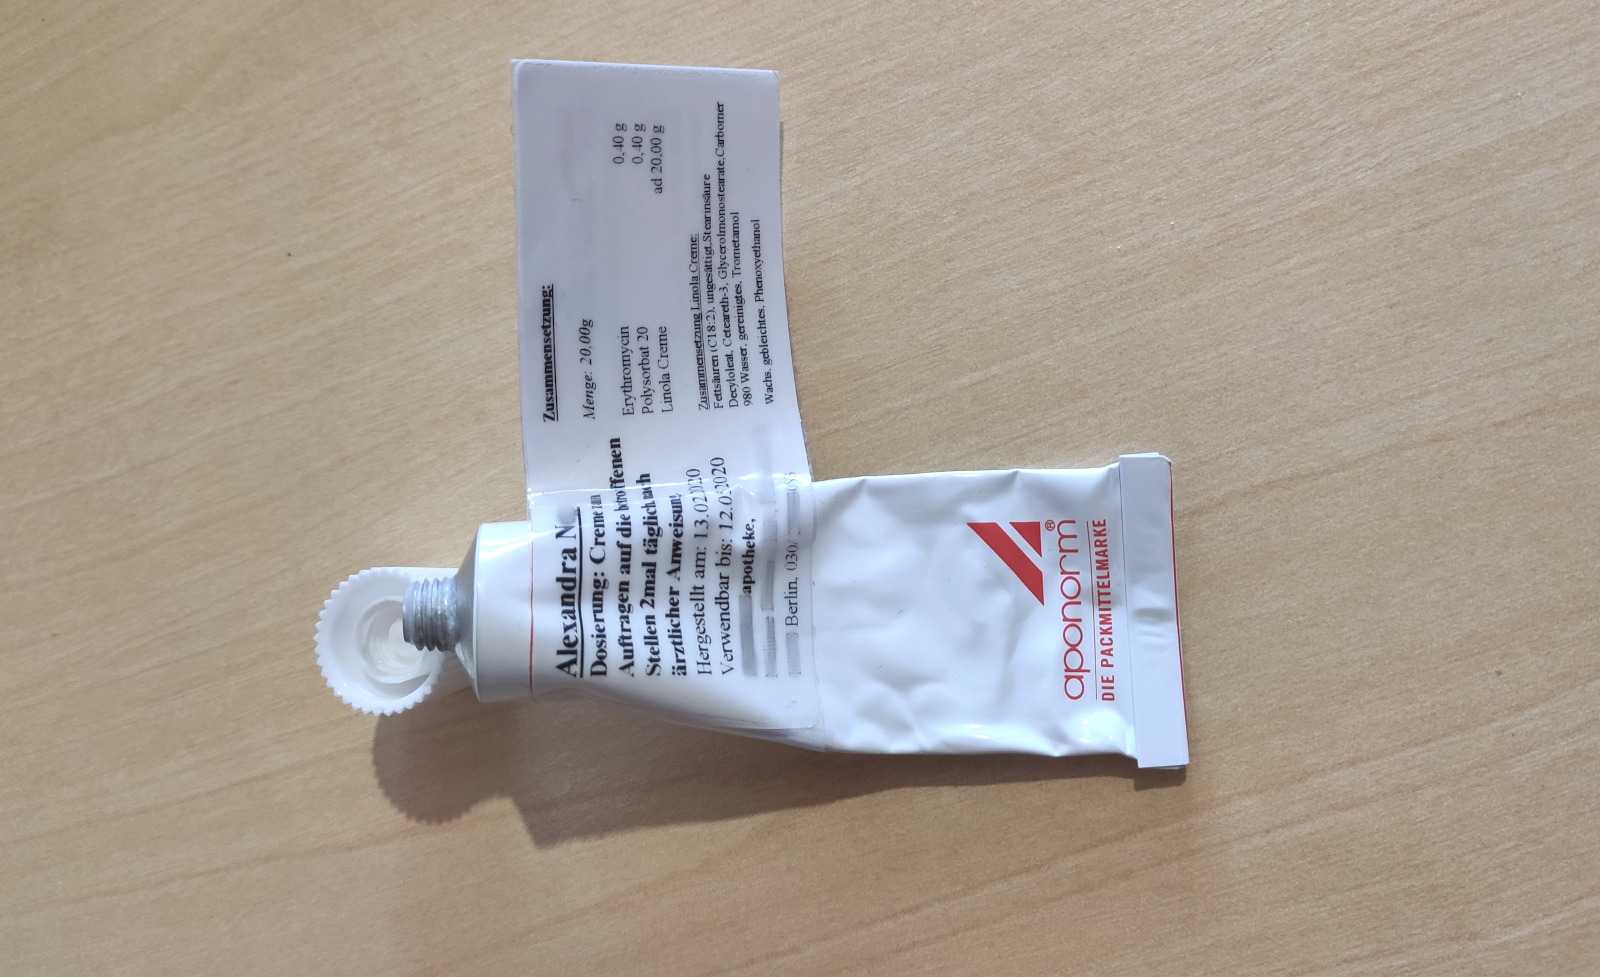 Alexandra N
Dosierung: Creme zum
Auftragen auf die betroffenen
Stellen 2mal täglich nach
ärztlicher Anweisung
Hergestellt am: 13.02.2020
Verwendbar bis: 12.0 2020
apotheke,
Berlin, 030/
Zusammensetzung:
Menge: 20,00g
Erythromycin 0,40 g
Polysorbat 20 0,40 g
Linola Creme ad 20,00 g
Zusammensetzung Linola Creme:
Fettsäuren (C18:2), ungesättigt,Stearinsäure
Decyloleat, Ceteareth-3, Glycerolmonostearate,Carbomer
980 Wasser, gereinigtes, Trometamol
Wachs, gebleichtes, Phenoxyethanol
aponorm®
DIE PACKMITTELMARKE